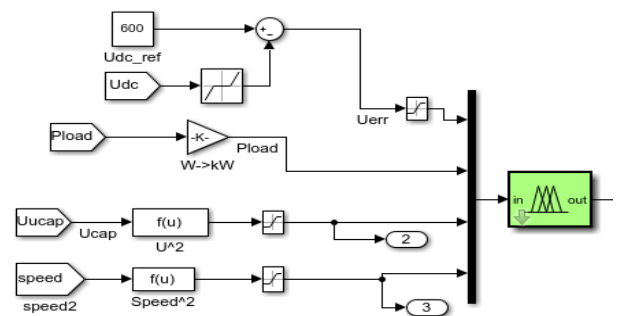 600
Udc_ref
Udc
Uerr
Pload
-K-
Pload
W->kW
in
out
Uucap
Ucap
f(u)
U^2
2
speed
speed2
f(u)
Speed^2
3